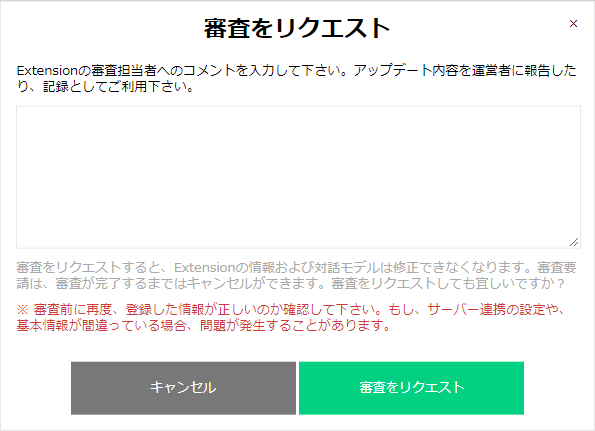 審査をリクエスト
×
Extensionの審査担当者へのコメントを入力して下さい。アップデート内容を運営者に報告した
り、記録としてご利用下さい。
審査をリクエストすると、Extensionの情報および対話モデルは修正できなくなります。審査要
請は、審査が完了するまではキャンセルができます。審査をリクエストしても宜しいですか？
※ 審査前に再度、登録した情報が正しいのか確認して下さい。もし、サーバー連携の設定や、
基本情報が間違っている場合、問題が発生することがあります。
キャンセル
審査をリクエスト